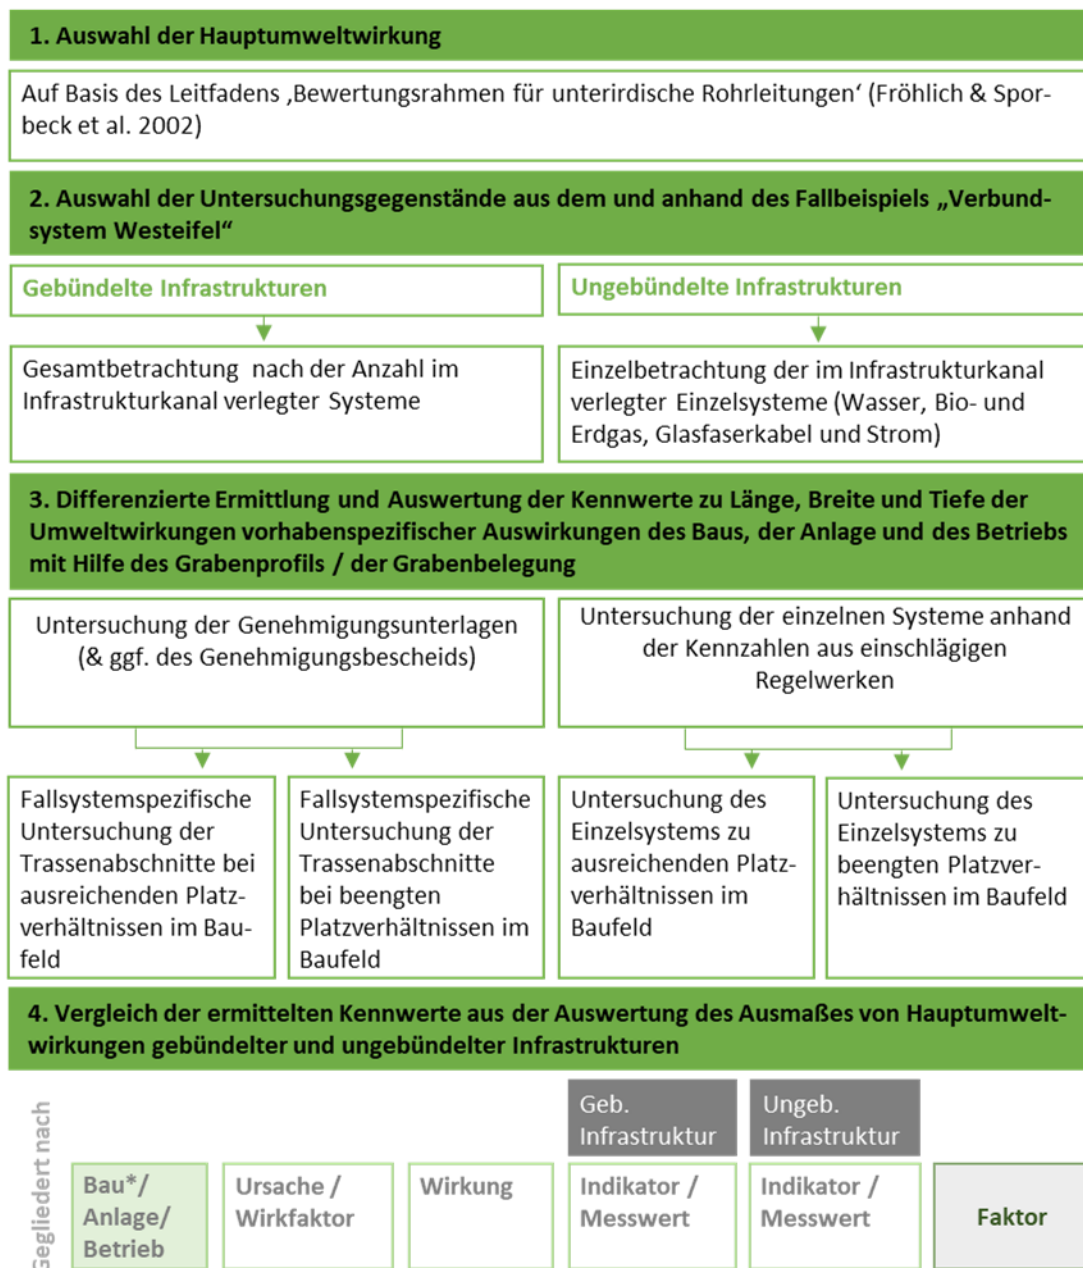 1. Auswahl der Hauptumweltwirkung
Auf Basis des Leitfadens ‚Bewertungsrahmen für unterirdische Rohrleitungen‘ (Fröhlich & Spor-
beck et al. 2002)
2. Auswahl der Untersuchungsgegenstände aus dem und anhand des Fallbeispiels „Verbund-
system Westeifel“
Gebündelte Infrastrukturen
Gesamtbetrachtung nach der Anzahl im
Infrastrukturkanal verlegter Systeme
Ungebündelte Infrastrukturen
Einzelbetrachtung der im Infrastrukturkanal
verlegter Einzelsysteme (Wasser, Bio- und
Erdgas, Glasfaserkabel und Strom)
3. Differenzierte Ermittlung und Auswertung der Kennwerte zu Länge, Breite und Tiefe der
Umweltwirkungen vorhabenspezifischer Auswirkungen des Baus, der Anlage und des Betriebs
mit Hilfe des Grabenprofils / der Grabenbelegung
Untersuchung der Genehmigungsunterlagen
(& ggf. des Genehmigungsbescheids)
Untersuchung der einzelnen Systeme anhand
der Kennzahlen aus einschlägigen
Regelwerken
Fallsystemspezifische
Untersuchung der
Trassenabschnitte bei
ausreichenden Platz-
verhältnissen im Bau-
feld
Fallsystemspezifische
Untersuchung der
Trassenabschnitte
bei beengten
Platzverhältnissen im
Baufeld
Untersuchung des
Einzelsystems zu
ausreichenden Platz-
verhältnissen im
Baufeld
Untersuchung des
Einzelsystems zu
beengten Platzver-
hältnissen im Baufeld
4. Vergleich der ermittelten Kennwerte aus der Auswertung des Ausmaßes von Hauptumwelt-
wirkungen gebündelter und ungebündelter Infrastrukturen
Gegliedert nach
Geb.
Infrastruktur
Ungeb.
Infrastruktur
Bau*/
Anlage/
Betrieb
Ursache /
Wirkfaktor
Wirkung
Indikator /
Messwert
Indikator /
Messwert
Faktor